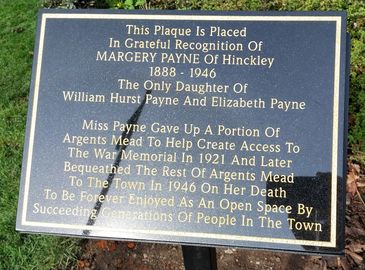 This Plaque Is Placed
In Grateful Recognition Of
MARGERY PAYNE Of Hinckley
1888 - 1946
The Only Daughter Of
William Hurst Payne And Elizabeth Payne
Miss Payne Gave Up A Portion Of
Argents Mead To Help Create Access To
The War Memorial In 1921 And Later
Bequeathed The Rest Of Argents Mead
To The Town In 1946 On Her Death
To Be Forever Enjoyed As An Open Space By
Succeeding Generations Of People In The Town